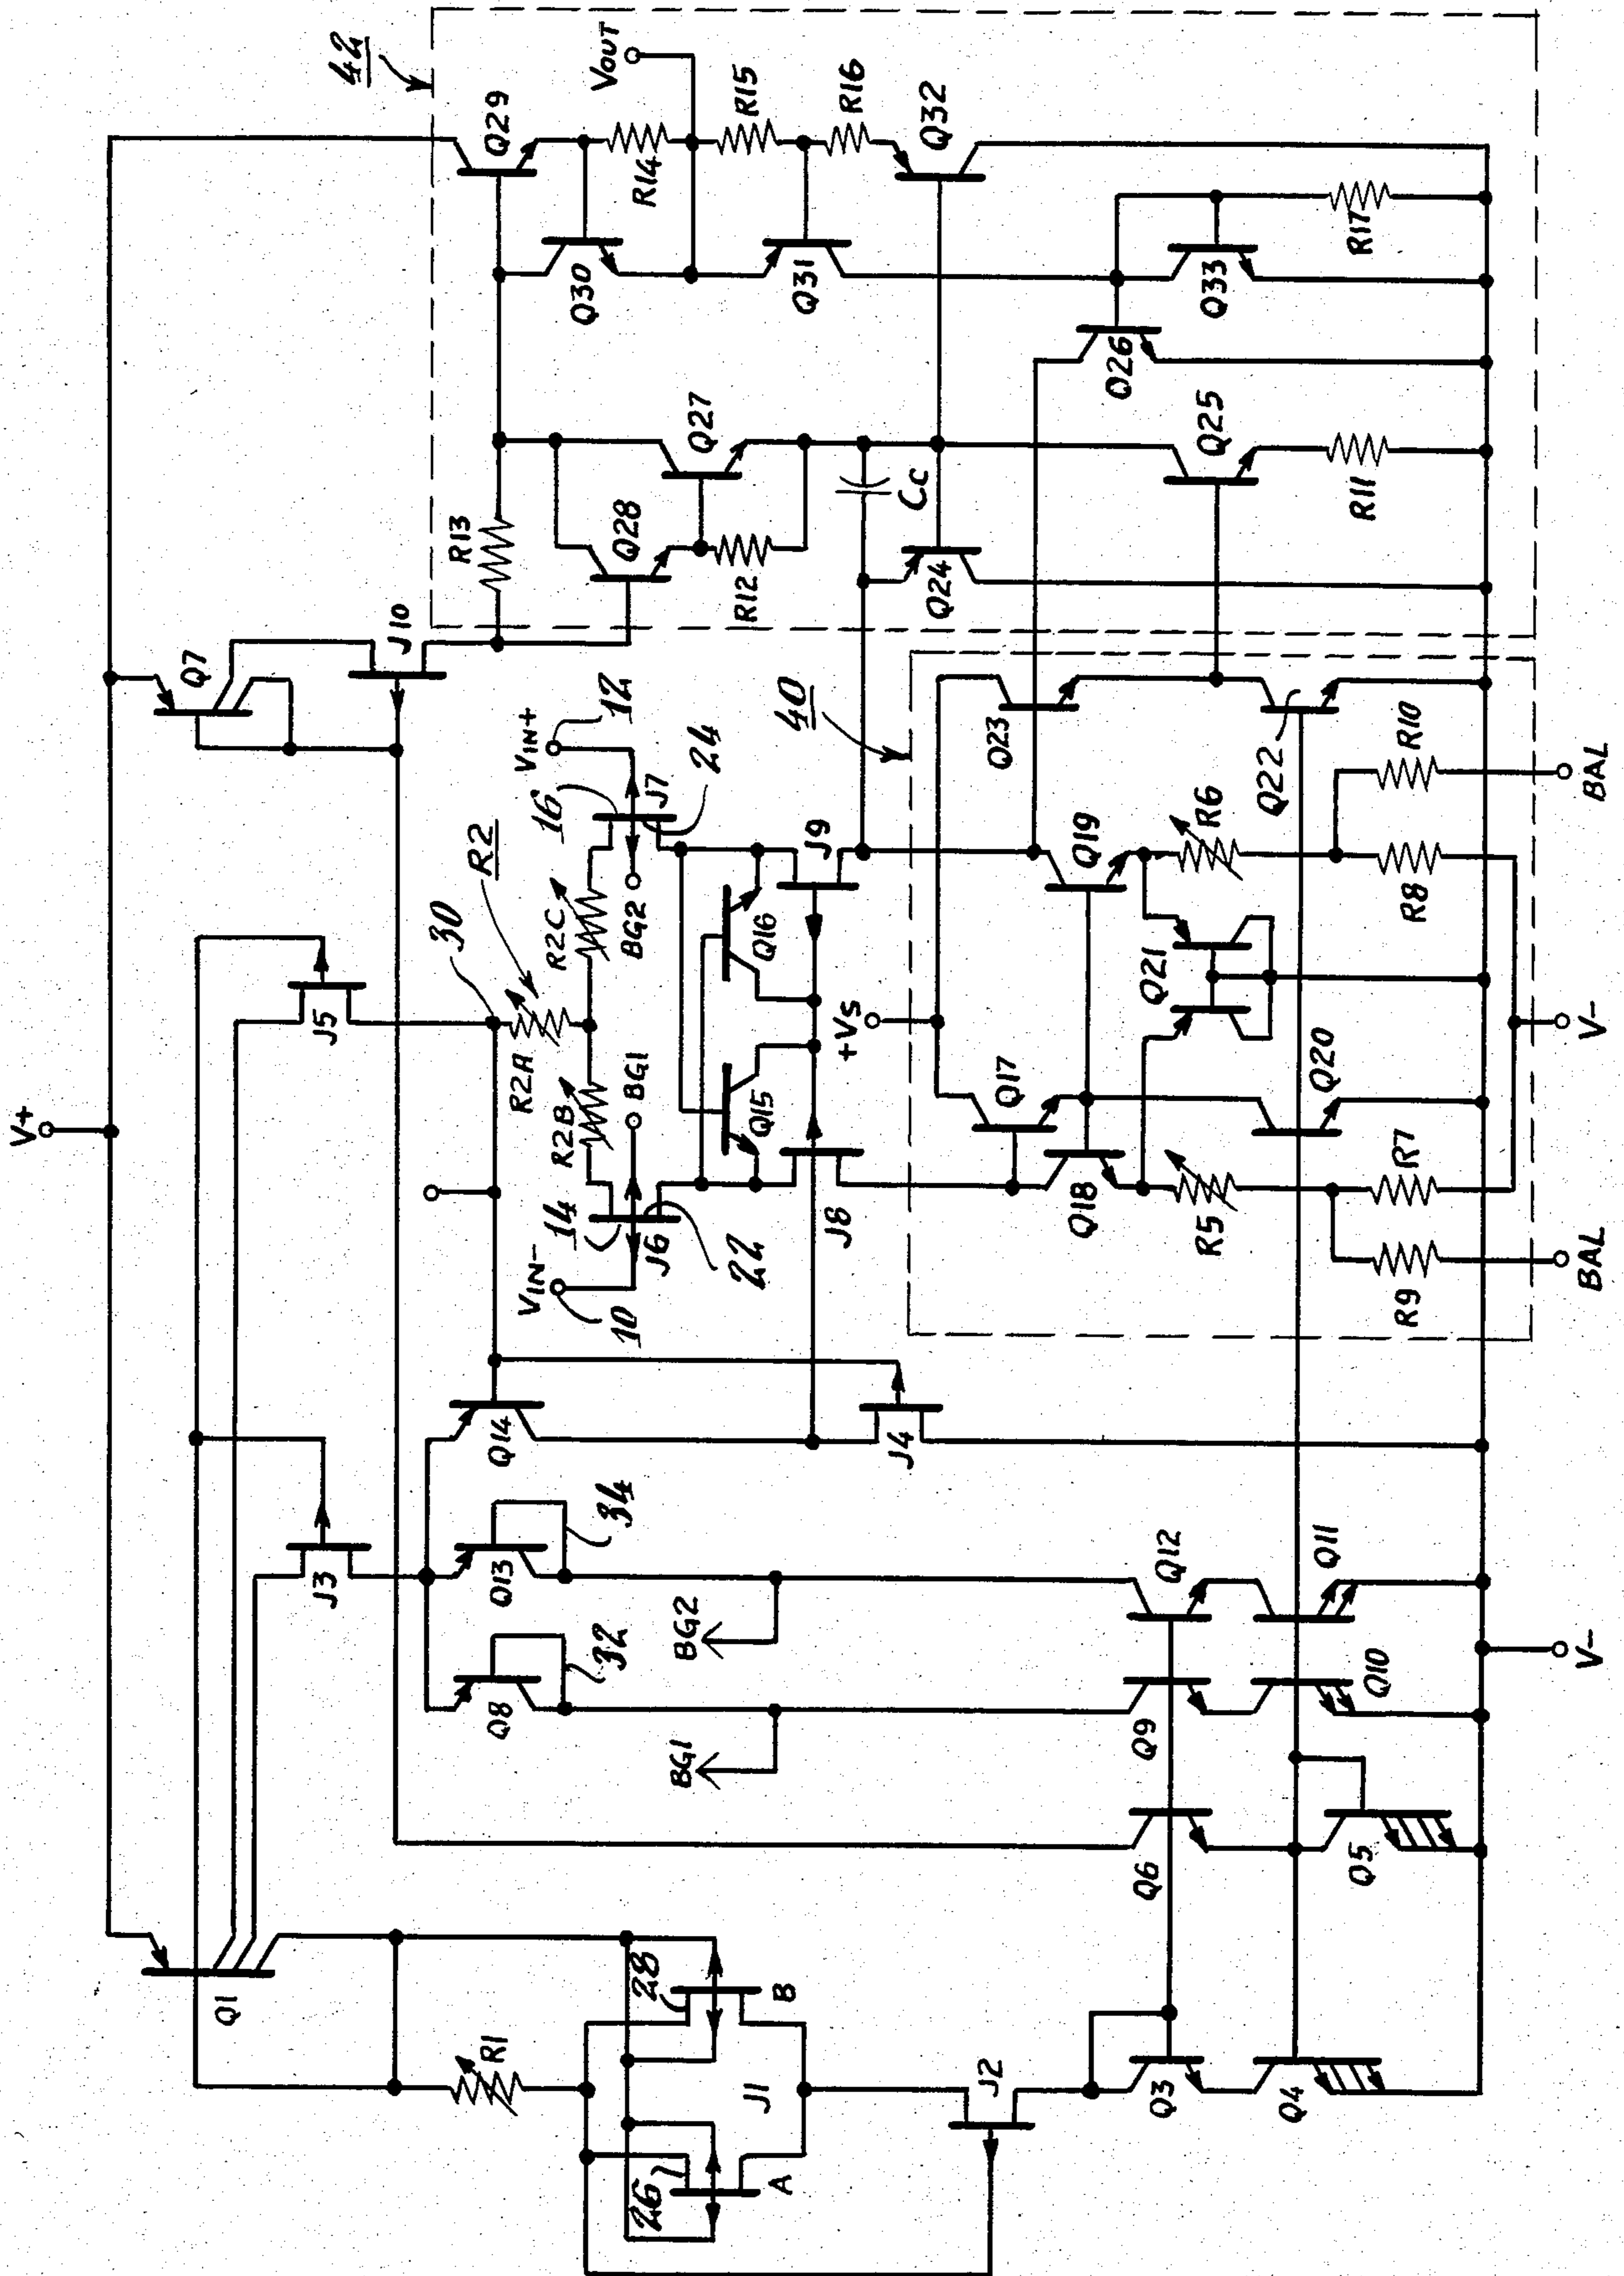 V+
42
Q29
VOUT
R14
R15
R16
Q32
Q30
Q31
R17
Q33
Q26
R13
Q28
Q27
R12
Cc
Q24
Q25
R11
Q7
J10
VIN+
12
16
24
J7
R2
30
R2C
BG2
R2A
R2B
BG1
Q16
Q15
J9
J8
14
J6
22
VIN-
10
+VS
40
Q23
Q22
R10
BAL
Q19
R6
R8
Q21
Q17
Q18
Q20
R5
R7
R9
BAL
V-
J5
J3
Q14
J4
Q13
34
Q8
32
BG2
BG1
Q12
Q11
Q9
Q10
Q6
Q5
V-
Q1
R1
28
B
J1
26
A
J2
Q3
Q4